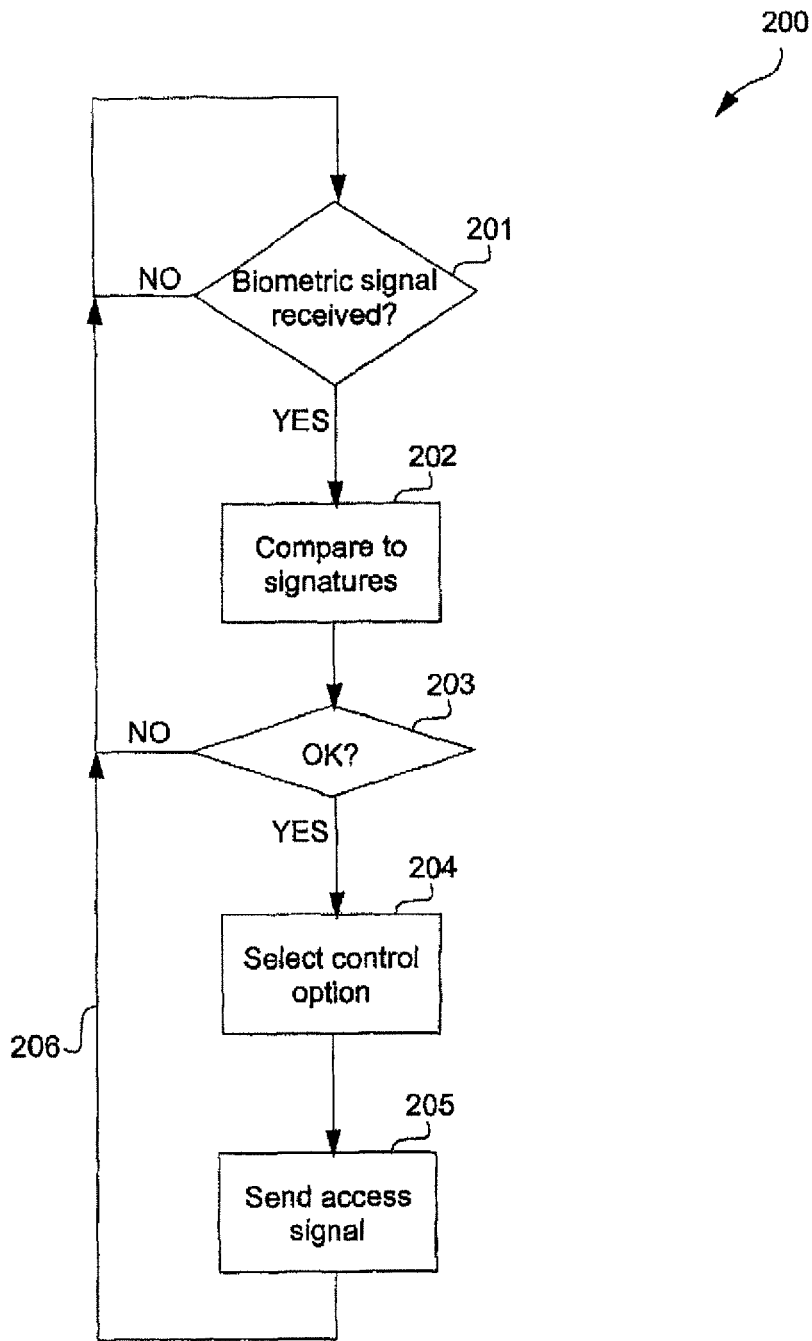 200
201
NO
Biometric signal
received?
YES
202
Compare to
signatures
203
NO
OK?
YES
204
Select control
option
206
205
Send access
signal